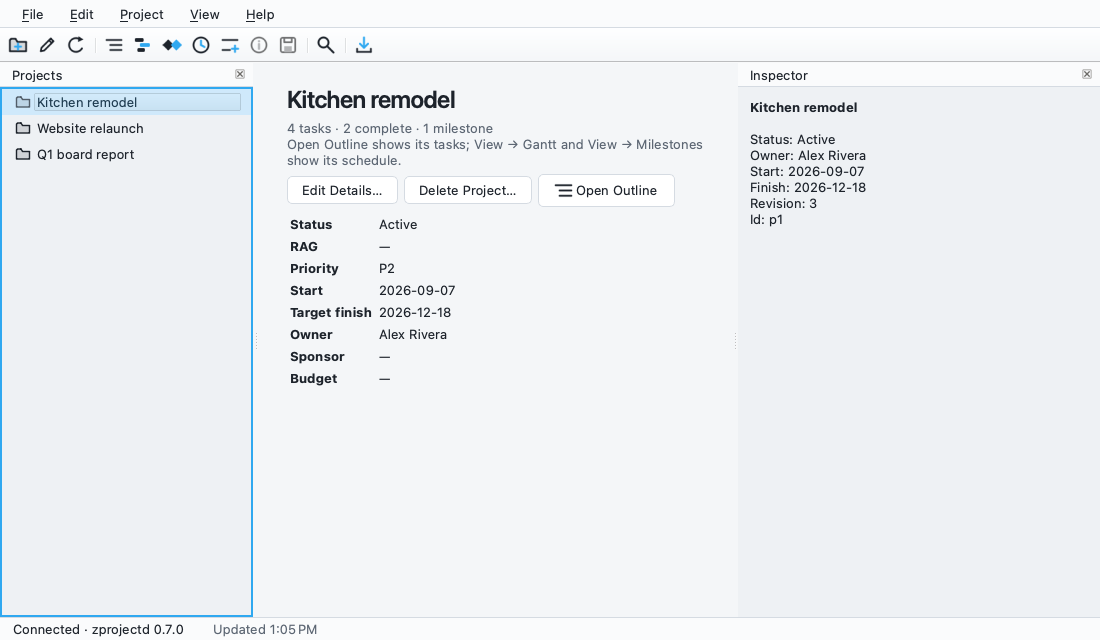 File Edit Project View Help
Projects
Kitchen remodel
Website relaunch
Q1 board report
Kitchen remodel
4 tasks · 2 complete · 1 milestone
Open Outline shows its tasks; View → Gantt and View → Milestones
show its schedule.
Edit Details... Delete Project... Open Outline
Status Active
RAG —
Priority P2
Start 2026-09-07
Target finish 2026-12-18
Owner Alex Rivera
Sponsor —
Budget —
Inspector
Kitchen remodel
Status: Active
Owner: Alex Rivera
Start: 2026-09-07
Finish: 2026-12-18
Revision: 3
Id: p1
Connected · zprojectd 0.7.0 Updated 1:05 PM